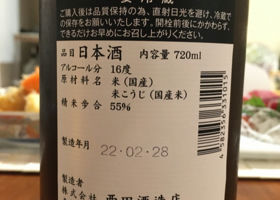 ご購入後は品質保持の為、直射日光を避け、冷蔵
で保存をお願いします。開栓前後にかかわらず、
できるだけお早めにお召し上がりください。
品目 日本酒 内容量 720ml
アルコール分 16度
原材料名 米(国産)
米こうじ(国産米)
精米歩合 55%
製造年月
22.02.28
製造者
株式会
西田酒造店
4582356331015